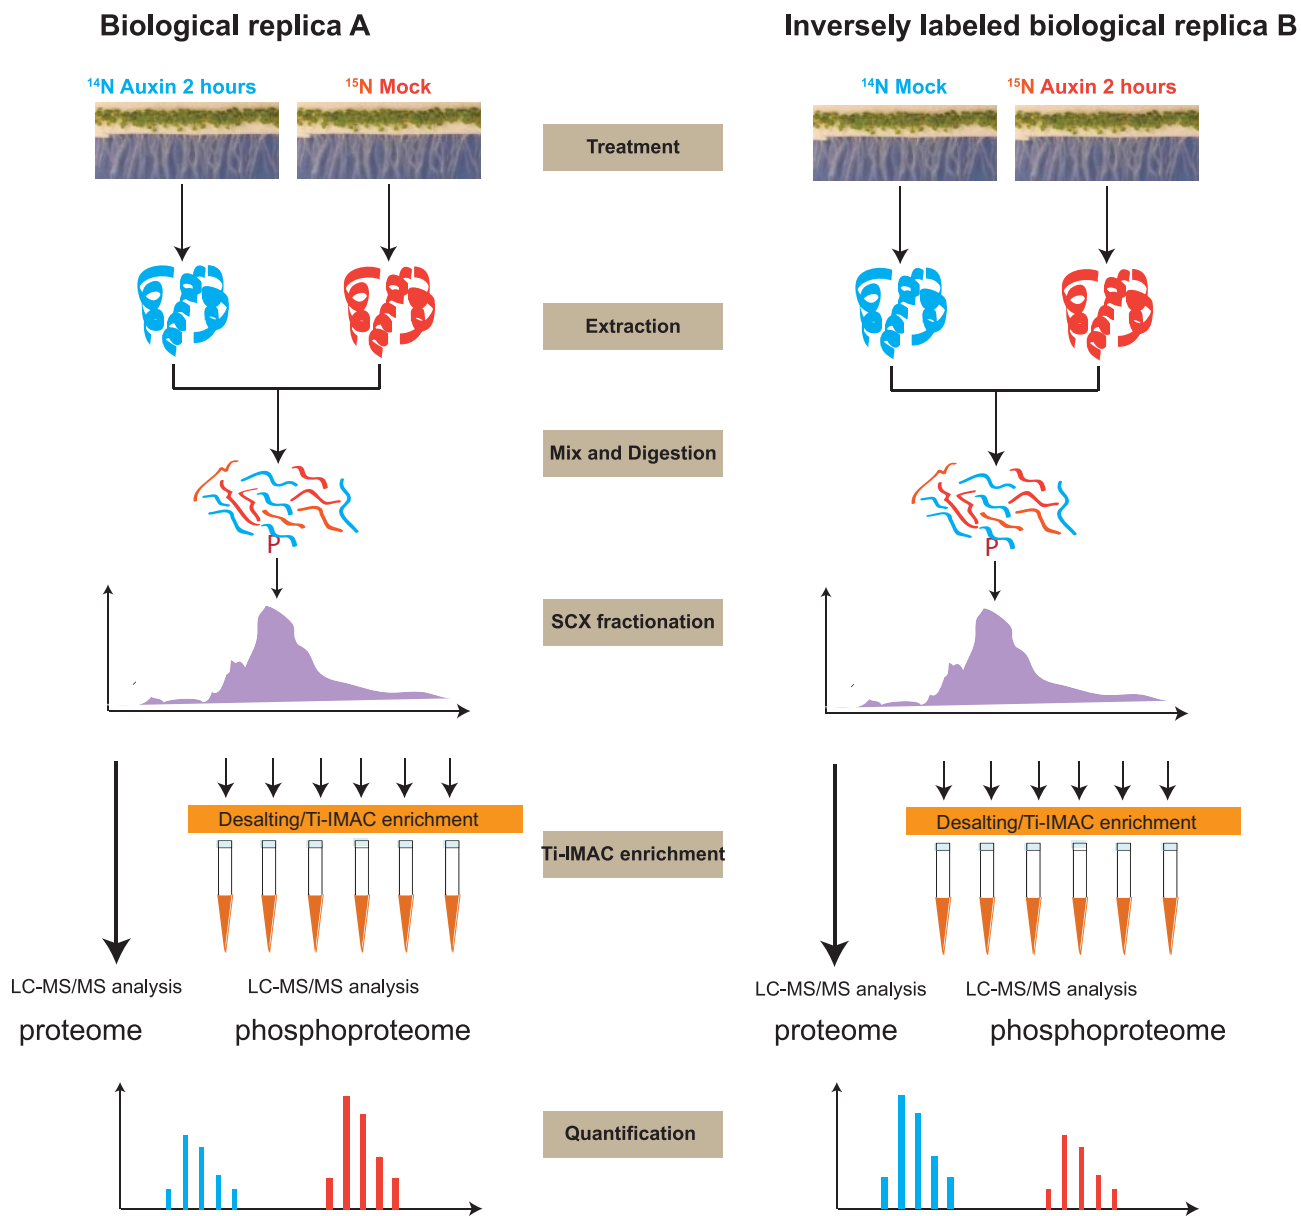 Biological replica A
Inversely labeled biological replica B
¹⁴N Auxin 2 hours
¹⁵N Mock
¹⁴N Mock
¹⁵N Auxin 2 hours
Treatment
Extraction
Mix and Digestion
P
P
SCX fractionation
Desalting/Ti-IMAC enrichment
Ti-IMAC enrichment
Desalting/Ti-IMAC enrichment
LC-MS/MS analysis
LC-MS/MS analysis
LC-MS/MS analysis
LC-MS/MS analysis
proteome
phosphoproteome
proteome
phosphoproteome
Quantification